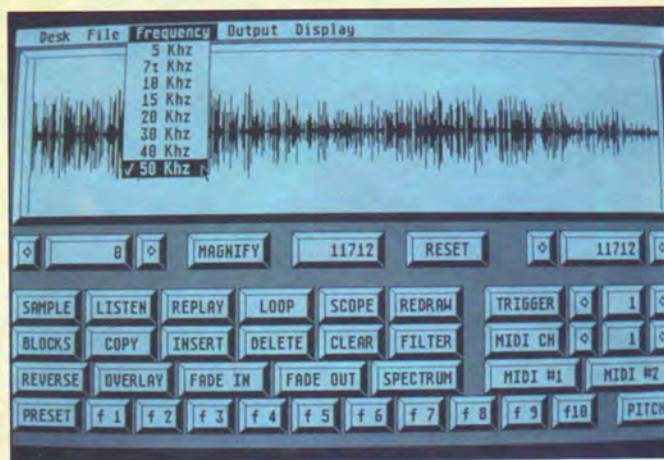 Desk File Frequency Output Display
5 Khz
7τ Khz
10 Khz
15 Khz
20 Khz
30 Khz
40 Khz
✓ 50 Khz
0 MAGNIFY 11712 RESET 11712
SAMPLE LISTEN REPLAY LOOP SCOPE REDRAW TRIGGER 1
BLOCKS COPY INSERT DELETE CLEAR FILTER MIDI CH 1
REVERSE OVERLAY FADE IN FADE OUT SPECTRUM MIDI #1 MIDI #2
PRESET f 1 f 2 f 3 f 4 f 5 f 6 f 7 f 8 f 9 f10 PITCH